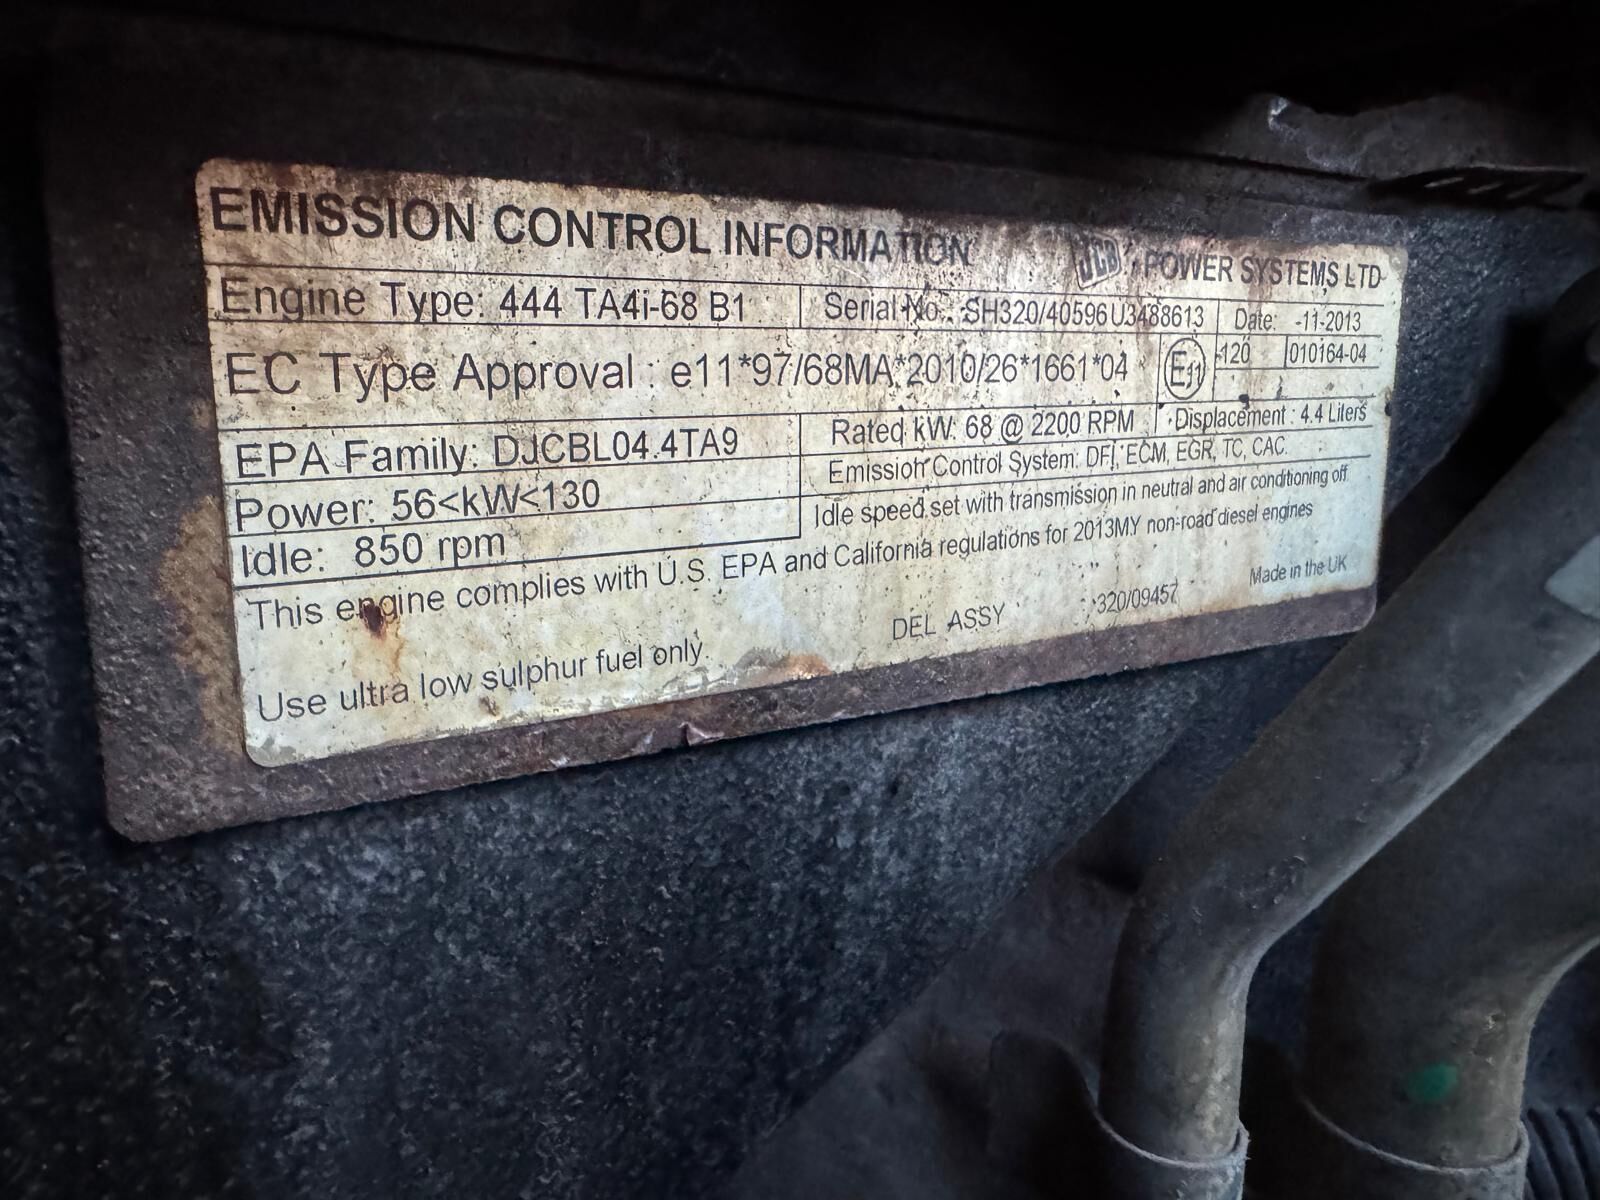 EMISSION CONTROL INFORMATION JCB POWER SYSTEMS LTD
Engine Type: 444 TA4i-68 B1 Serial No.: SH320/40596U3488613 Date: -11-2013
EC Type Approval : e11*97/68MA*2010/26*1661*04 E11 120 010164-04
EPA Family: DJCBL04.4TA9 Rated kW: 68 @ 2200 RPM Displacement : 4.4 Liters
Power: 56<kW<130 Emission Control System: DFI, ECM, EGR, TC, CAC.
Idle: 850 rpm Idle speed set with transmission in neutral and air conditioning off
This engine complies with U.S. EPA and California regulations for 2013MY non-road diesel engines
Use ultra low sulphur fuel only. DEL ASSY 320/09457 Made in the UK